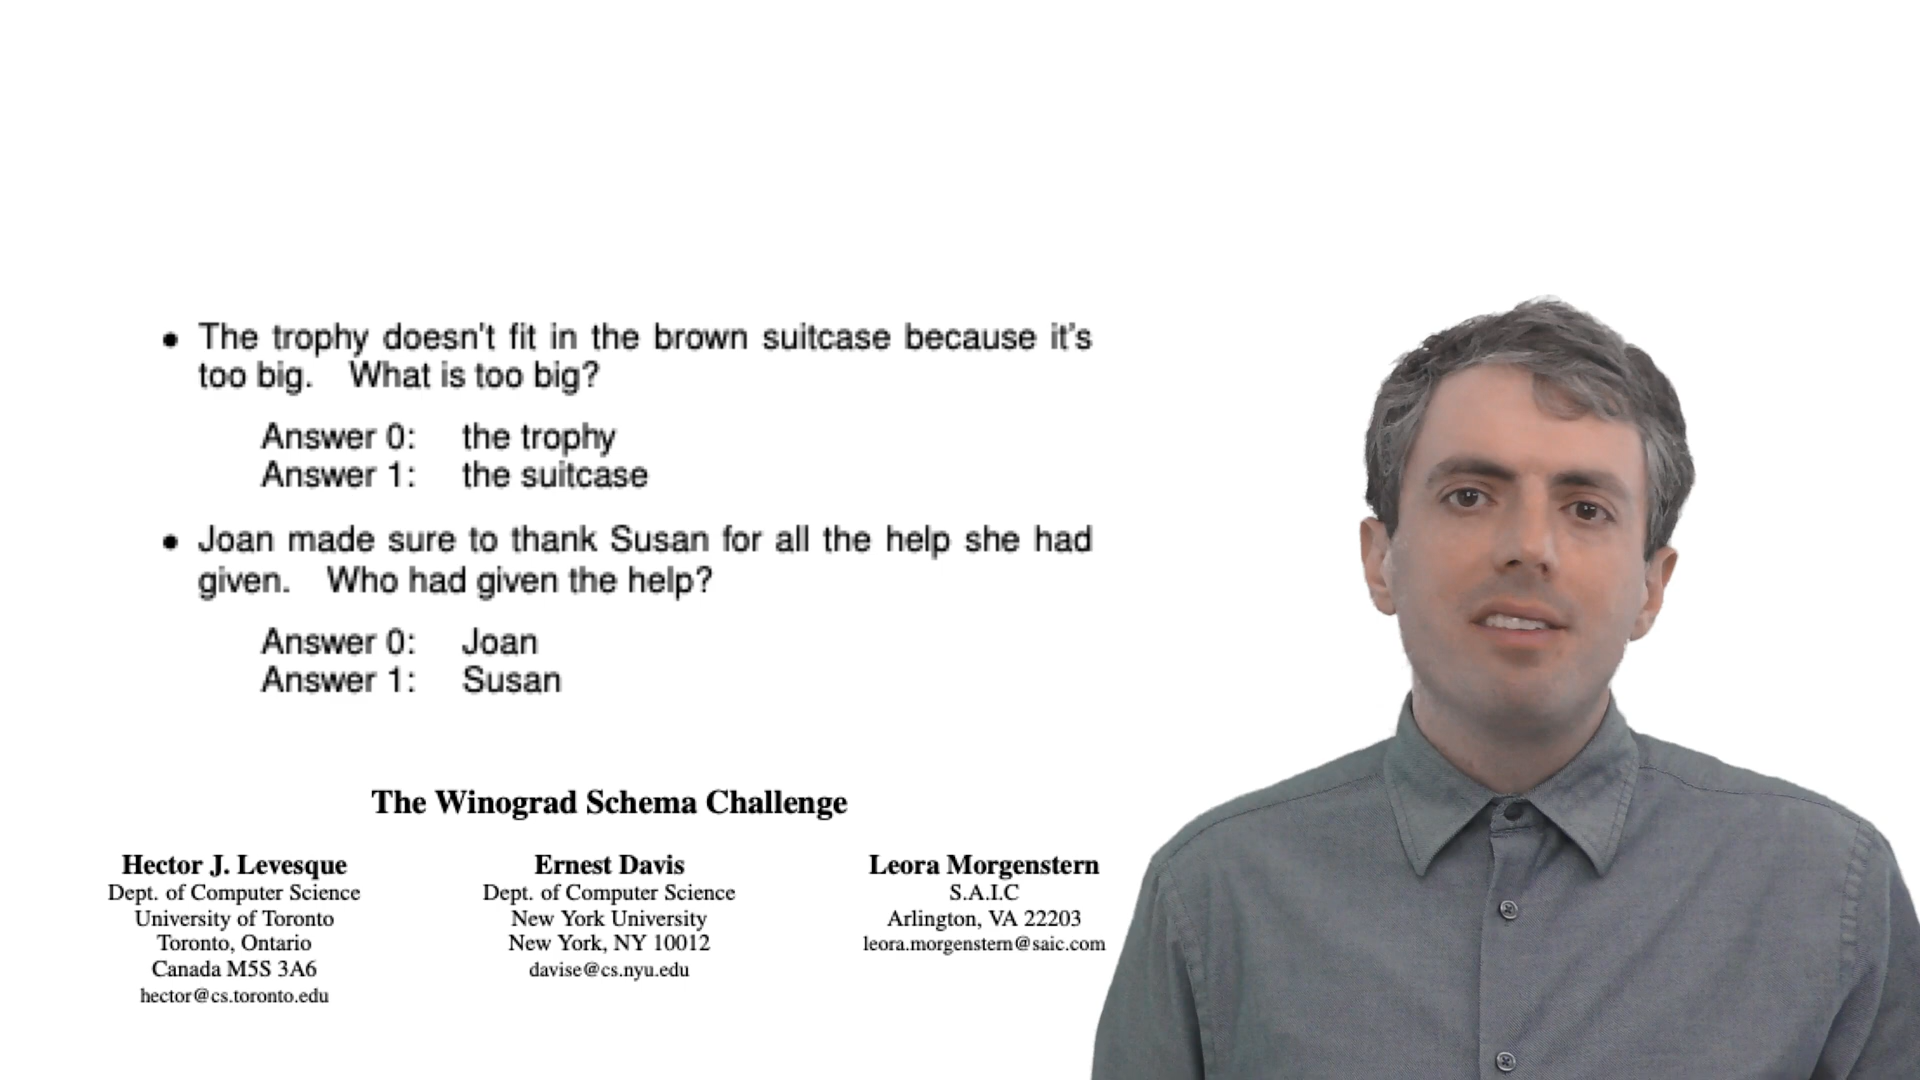 • The trophy doesn't fit in the brown suitcase because it's
too big. What is too big?
Answer 0: the trophy
Answer 1: the suitcase
• Joan made sure to thank Susan for all the help she had
given. Who had given the help?
Answer 0: Joan
Answer 1: Susan
The Winograd Schema Challenge
Hector J. Levesque
Dept. of Computer Science
University of Toronto
Toronto, Ontario
Canada M5S 3A6
hector@cs.toronto.edu
Ernest Davis
Dept. of Computer Science
New York University
New York, NY 10012
davise@cs.nyu.edu
Leora Morgenstern
S.A.I.C
Arlington, VA 22203
leora.morgenstern@saic.com